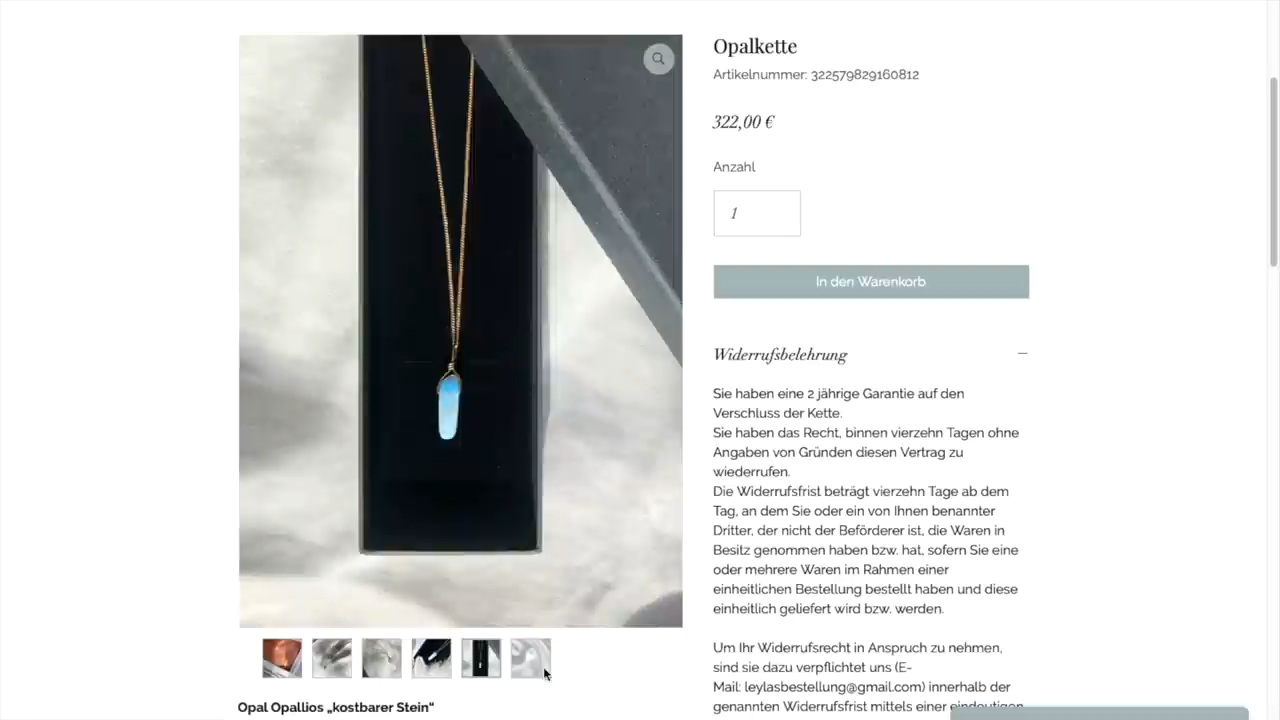 Opalkette
Artikelnummer: 322579829160812
322,00 €
Anzahl
1
In den Warenkorb
Widerrufsbelehrung
Sie haben eine 2 jährige Garantie auf den
Verschluss der Kette.
Sie haben das Recht, binnen vierzehn Tagen ohne
Angaben von Gründen diesen Vertrag zu
wiederrufen.
Die Widerrufsfrist beträgt vierzehn Tage ab dem
Tag, an dem Sie oder ein von Ihnen benannter
Dritter, der nicht der Beförderer ist, die Waren in
Besitz genommen haben bzw. hat, sofern Sie eine
oder mehrere Waren im Rahmen einer
einheitlichen Bestellung bestellt haben und diese
einheitlich geliefert wird bzw. werden.
Um Ihr Widerrufsrecht in Anspruch zu nehmen,
sind sie dazu verpflichtet uns (E-
Mail: leylasbestellung@gmail.com) innerhalb der
genannten Widerrufsfrist mittels einer eindeutigen
Opal Opallios „kostbarer Stein“